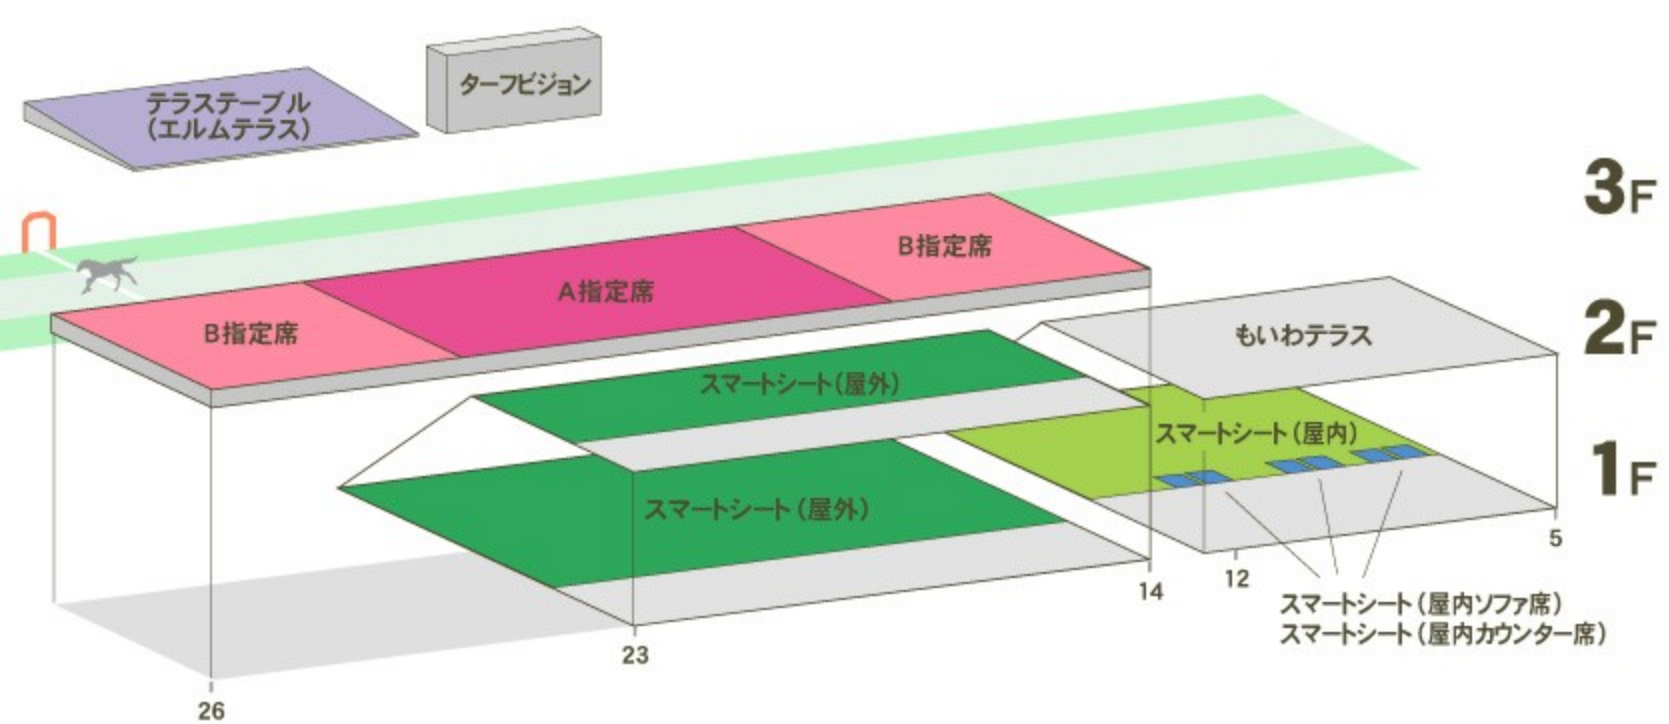 ターフビジョン
テラステーブル
(エルムテラス)
3F
B指定席
A指定席
B指定席
2F
もいわテラス
スマートシート(屋外)
スマートシート(屋内)
1F
スマートシート(屋外)
5
12
14
スマートシート(屋内ソファ席)
スマートシート(屋内カウンター席)
23
26